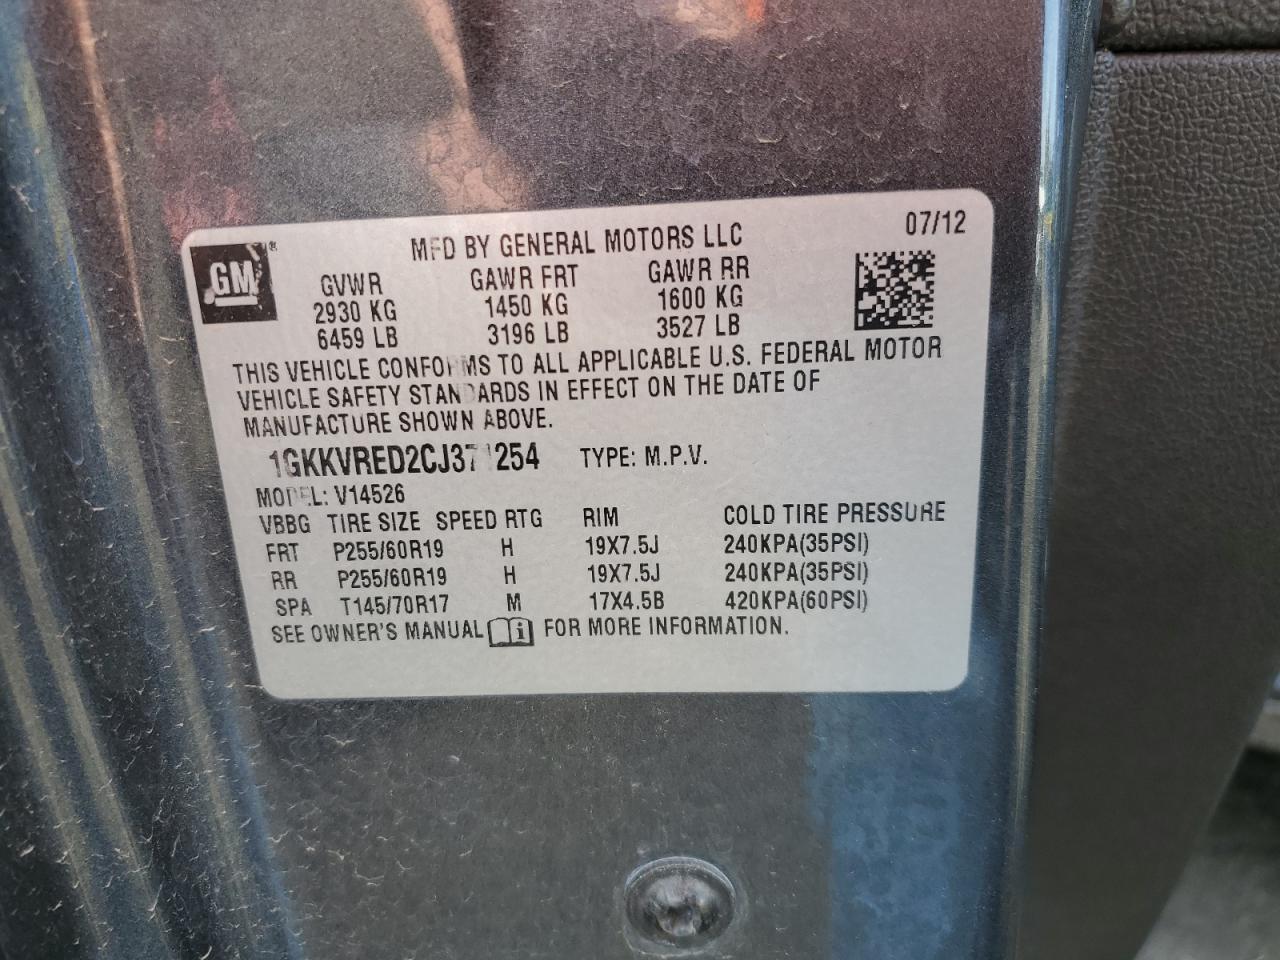 07/12
GM®
MFD BY GENERAL MOTORS LLC
GVWR GAWR FRT GAWR RR
2930 KG 1450 KG 1600 KG
6459 LB 3196 LB 3527 LB
THIS VEHICLE CONFORMS TO ALL APPLICABLE U.S. FEDERAL MOTOR
VEHICLE SAFETY STANDARDS IN EFFECT ON THE DATE OF
MANUFACTURE SHOWN ABOVE.
1GKKVRED2CJ371254 TYPE: M.P.V.
MODEL: V14526
VBBG TIRE SIZE SPEED RTG RIM COLD TIRE PRESSURE
FRT P255/60R19 H 19X7.5J 240KPA(35PSI)
RR P255/60R19 H 19X7.5J 240KPA(35PSI)
SPA T145/70R17 M 17X4.5B 420KPA(60PSI)
SEE OWNER'S MANUAL i FOR MORE INFORMATION.